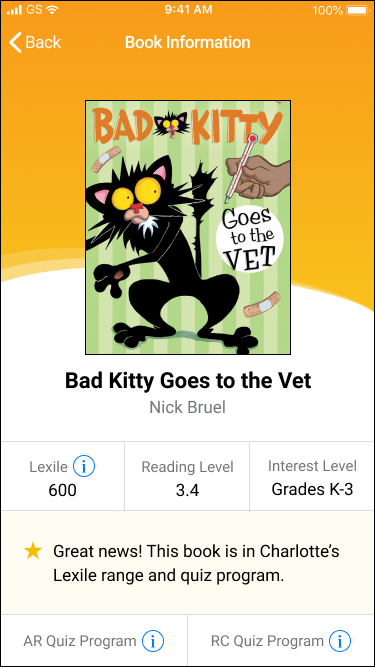 GS 9:41 AM 100%
Back Book Information
BAD KITTY
Goes
to the
VET
Bad Kitty Goes to the Vet
Nick Bruel
Lexile i Reading Level Interest Level
600 3.4 Grades K-3
Great news! This book is in Charlotte's
Lexile range and quiz program.
AR Quiz Program i RC Quiz Program i